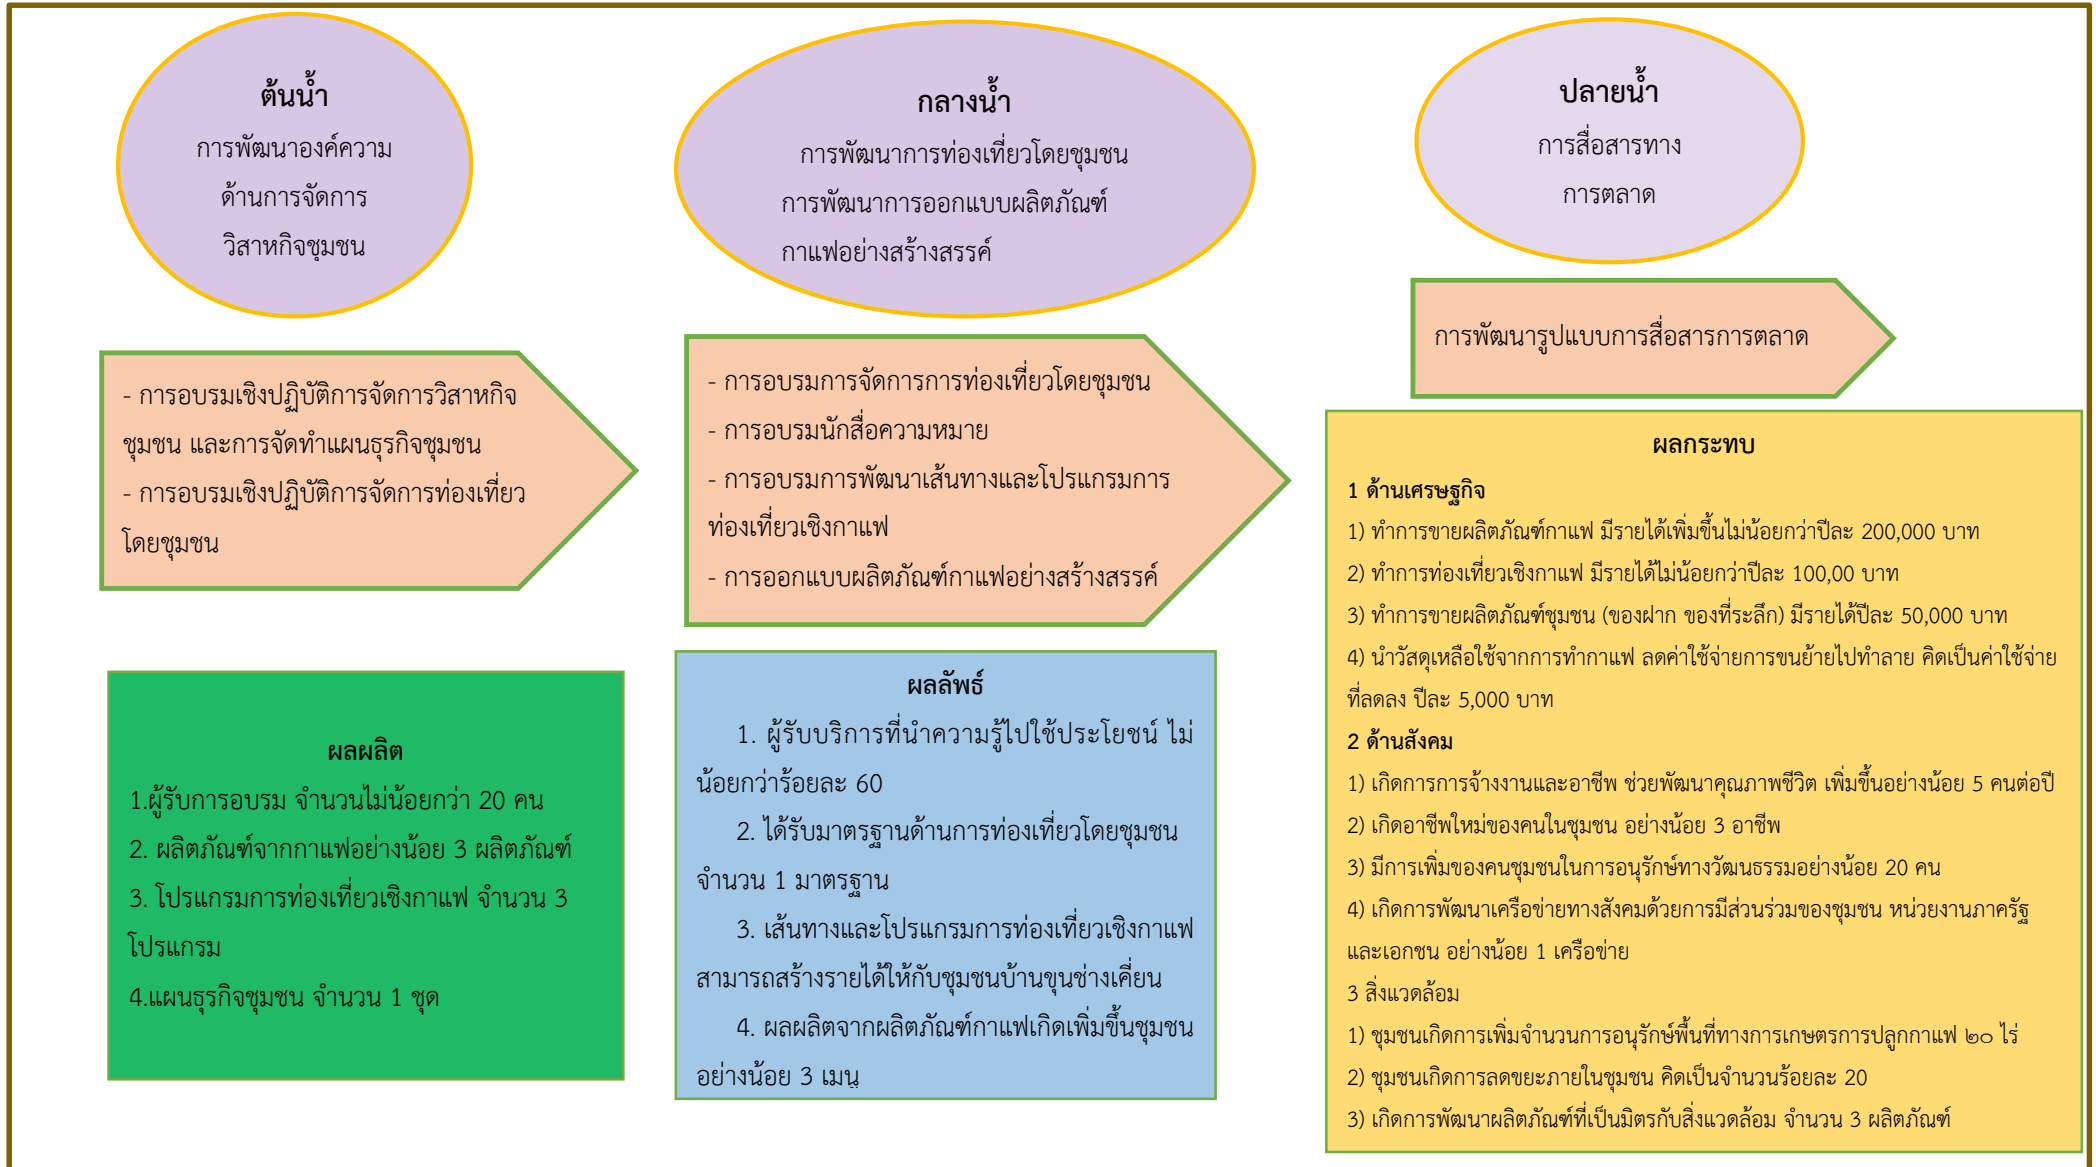 ต้นน้ำ
การพัฒนาองค์ความ
ด้านการจัดการ
วิสาหกิจชุมชน
- การอบรมเชิงปฏิบัติการจัดการวิสาหกิจ
ชุมชน และการจัดทำแผนธุรกิจชุมชน
- การอบรมเชิงปฏิบัติการจัดการท่องเที่ยว
โดยชุมชน
ผลผลิต
1.ผู้รับการอบรม จำนวนไม่น้อยกว่า 20 คน
2. ผลิตภัณฑ์จากกาแฟอย่างน้อย 3 ผลิตภัณฑ์
3. โปรแกรมการท่องเที่ยวเชิงกาแฟ จำนวน 3
โปรแกรม
4.แผนธุรกิจชุมชน จำนวน 1 ชุด
กลางน้ำ
การพัฒนาการท่องเที่ยวโดยชุมชน
การพัฒนาการออกแบบผลิตภัณฑ์
กาแฟอย่างสร้างสรรค์
- การอบรมการจัดการการท่องเที่ยวโดยชุมชน
- การอบรมนักสื่อความหมาย
- การอบรมการพัฒนาเส้นทางและโปรแกรมการ
ท่องเที่ยวเชิงกาแฟ
- การออกแบบผลิตภัณฑ์กาแฟอย่างสร้างสรรค์
ผลลัพธ์
1. ผู้รับบริการที่นำความรู้ไปใช้ประโยชน์ ไม่
น้อยกว่าร้อยละ 60
2. ได้รับมาตรฐานด้านการท่องเที่ยวโดยชุมชน
จำนวน 1 มาตรฐาน
3. เส้นทางและโปรแกรมการท่องเที่ยวเชิงกาแฟ
สามารถสร้างรายได้ให้กับชุมชนบ้านขุนช่างเคี่ยน
4. ผลผลิตจากผลิตภัณฑ์กาแฟเกิดเพิ่มขึ้นชุมชน
อย่างน้อย 3 เมนู
ปลายน้ำ
การสื่อสารทาง
การตลาด
การพัฒนารูปแบบการสื่อสารการตลาด
ผลกระทบ
1 ด้านเศรษฐกิจ
1) ทำการขายผลิตภัณฑ์กาแฟ มีรายได้เพิ่มขึ้นไม่น้อยกว่าปีละ 200,000 บาท
2) ทำการท่องเที่ยวเชิงกาแฟ มีรายได้ไม่น้อยกว่าปีละ 100,00 บาท
3) ทำการขายผลิตภัณฑ์ชุมชน (ของฝาก ของที่ระลึก) มีรายได้ปีละ 50,000 บาท
4) นำวัสดุเหลือใช้จากการทำกาแฟ ลดค่าใช้จ่ายการขนย้ายไปทำลาย คิดเป็นค่าใช้จ่าย
ที่ลดลง ปีละ 5,000 บาท
2 ด้านสังคม
1) เกิดการการจ้างงานและอาชีพ ช่วยพัฒนาคุณภาพชีวิต เพิ่มขึ้นอย่างน้อย 5 คนต่อปี
2) เกิดอาชีพใหม่ของคนในชุมชน อย่างน้อย 3 อาชีพ
3) มีการเพิ่มของคนชุมชนในการอนุรักษ์ทางวัฒนธรรมอย่างน้อย 20 คน
4) เกิดการพัฒนาเครือข่ายทางสังคมด้วยการมีส่วนร่วมของชุมชน หน่วยงานภาครัฐ
และเอกชน อย่างน้อย 1 เครือข่าย
3 สิ่งแวดล้อม
1) ชุมชนเกิดการเพิ่มจำนวนการอนุรักษ์พื้นที่ทางการเกษตรการปลูกกาแฟ ๒๐ ไร่
2) ชุมชนเกิดการลดขยะภายในชุมชน คิดเป็นจำนวนร้อยละ 20
3) เกิดการพัฒนาผลิตภัณฑ์ที่เป็นมิตรกับสิ่งแวดล้อม จำนวน 3 ผลิตภัณฑ์